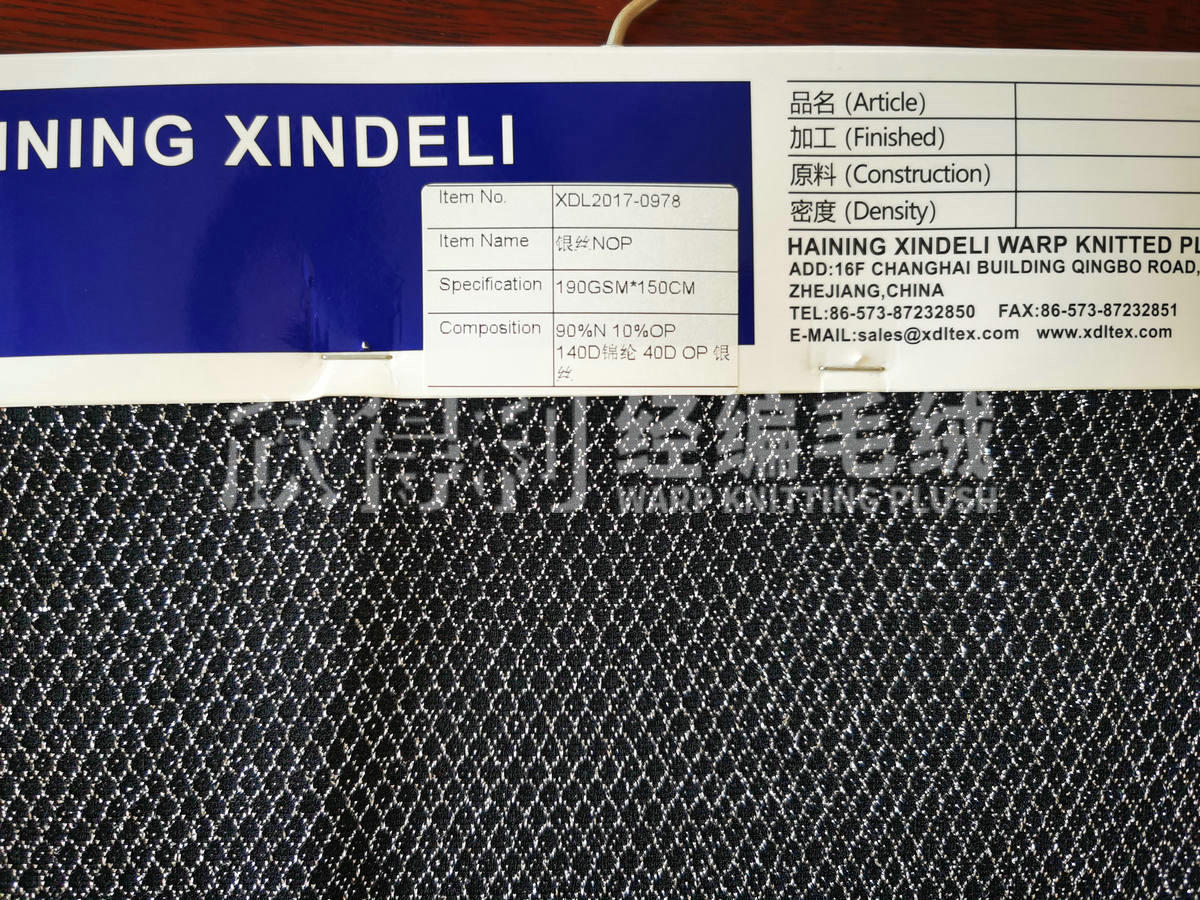 AINING XINDELI
Item No. XDL2017-0978
Item Name 银丝NOP
Specification 190GSM*150CM
Composition 90%N 10%OP
140D锦纶 40D OP 银
丝
品名 (Article)
加工 (Finished)
原料 (Construction)
密度 (Density)
HAINING XINDELI WARP KNITTED PL
ADD:16F CHANGHAI BUILDING QINGBO ROAD,
ZHEJIANG,CHINA
TEL:86-573-87232850 FAX:86-573-87232851
E-MAIL:sales@xdltex.com www.xdltex.com
欣得利 经编毛绒
WARP KNITTING PLUSH